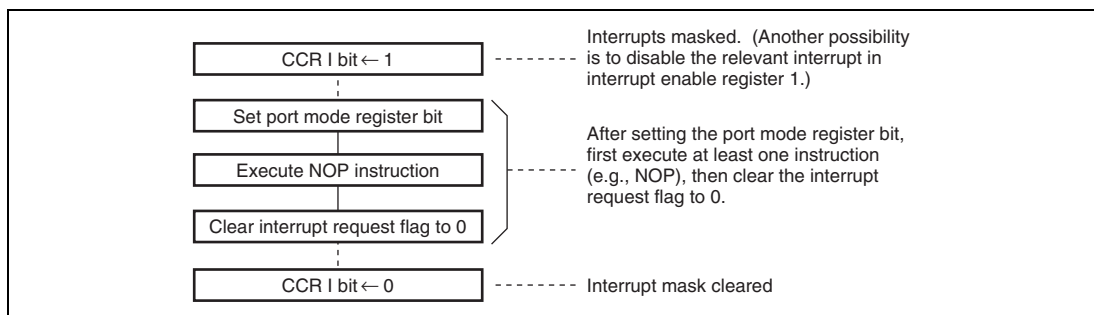 CCR I bit ← 1
Interrupts masked. (Another possibility
is to disable the relevant interrupt in
interrupt enable register 1.)
Set port mode register bit
Execute NOP instruction
Clear interrupt request flag to 0
After setting the port mode register bit,
first execute at least one instruction
(e.g., NOP), then clear the interrupt
request flag to 0.
CCR I bit ← 0
Interrupt mask cleared